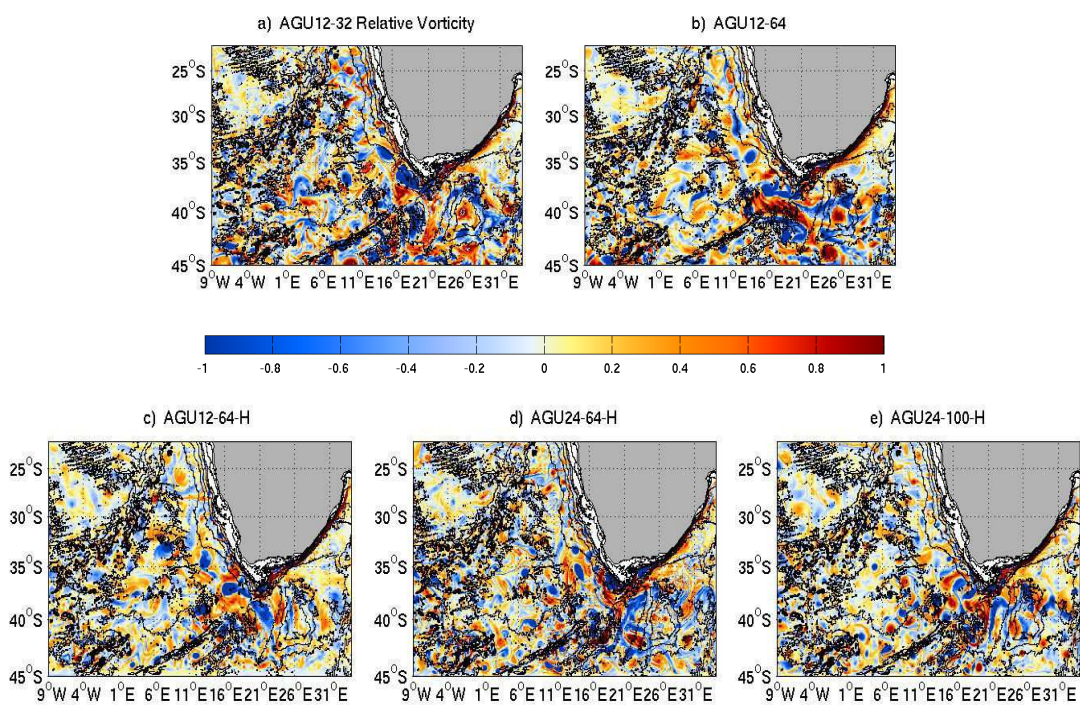 a) AGU12-32 Relative Vorticity
b) AGU12-64
25°S
30°S
35°S
40°S
45°S
9°W 4°W 1°E 6°E 11°E 16°E 21°E 26°E 31°E
25°S
30°S
35°S
40°S
45°S
9°W 4°W 1°E 6°E 11°E 16°E 21°E 26°E 31°E
-1 -0.8 -0.6 -0.4 -0.2 0 0.2 0.4 0.6 0.8 1
c) AGU12-64-H
d) AGU24-64-H
e) AGU24-100-H
25°S
30°S
35°S
40°S
45°S
9°W 4°W 1°E 6°E 11°E 16°E 21°E 26°E 31°E
25°S
30°S
35°S
40°S
45°S
9°W 4°W 1°E 6°E 11°E 16°E 21°E 26°E 31°E
25°S
30°S
35°S
40°S
45°S
9°W 4°W 1°E 6°E 11°E 16°E 21°E 26°E 31°E